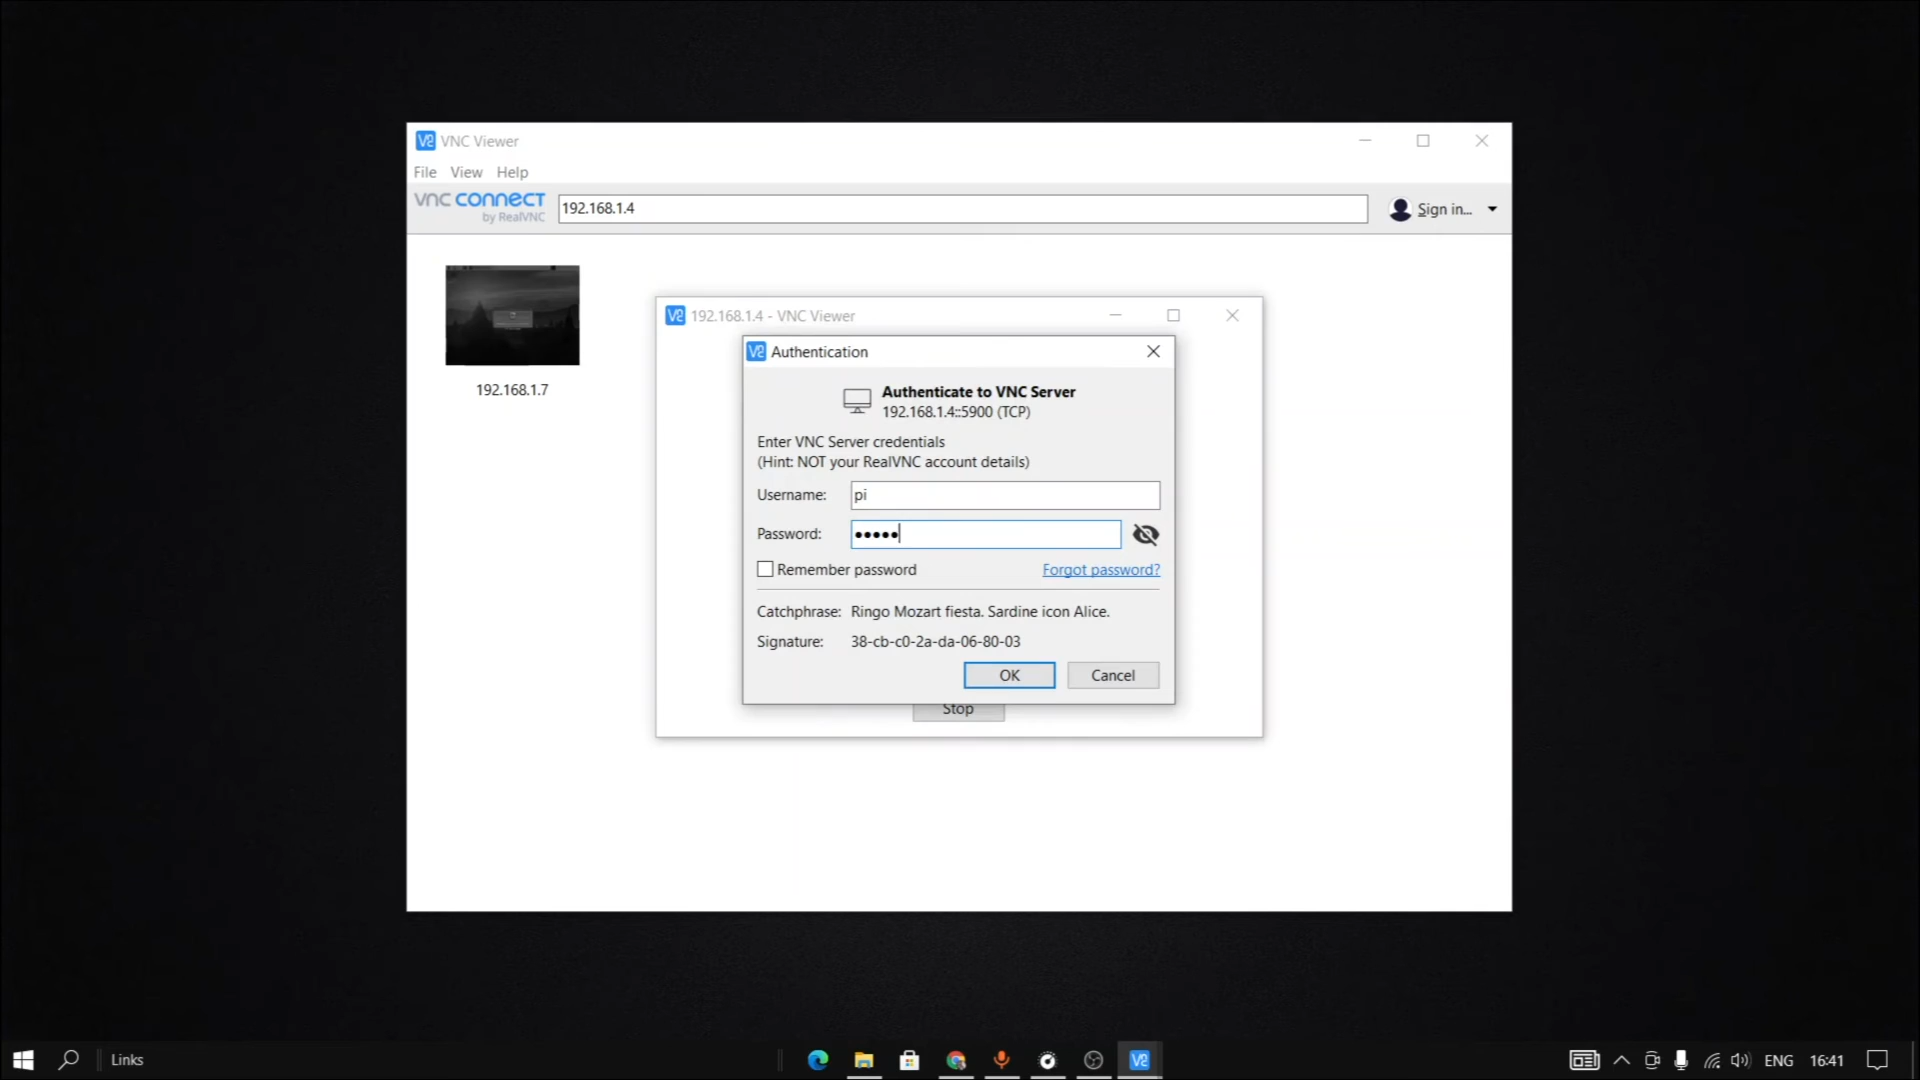 VNC Viewer
File View Help
vnc connect
by RealVNC
192.168.1.4
Sign in...
192.168.1.7
192.168.1.4 - VNC Viewer
Authentication
Authenticate to VNC Server
192.168.1.4::5900 (TCP)
Enter VNC Server credentials
(Hint: NOT your RealVNC account details)
Username: pi
Password: •••••
Remember password Forgot password?
Catchphrase: Ringo Mozart fiesta. Sardine icon Alice.
Signature: 38-cb-c0-2a-da-06-80-03
OK Cancel
Stop
Links
ENG 16:41